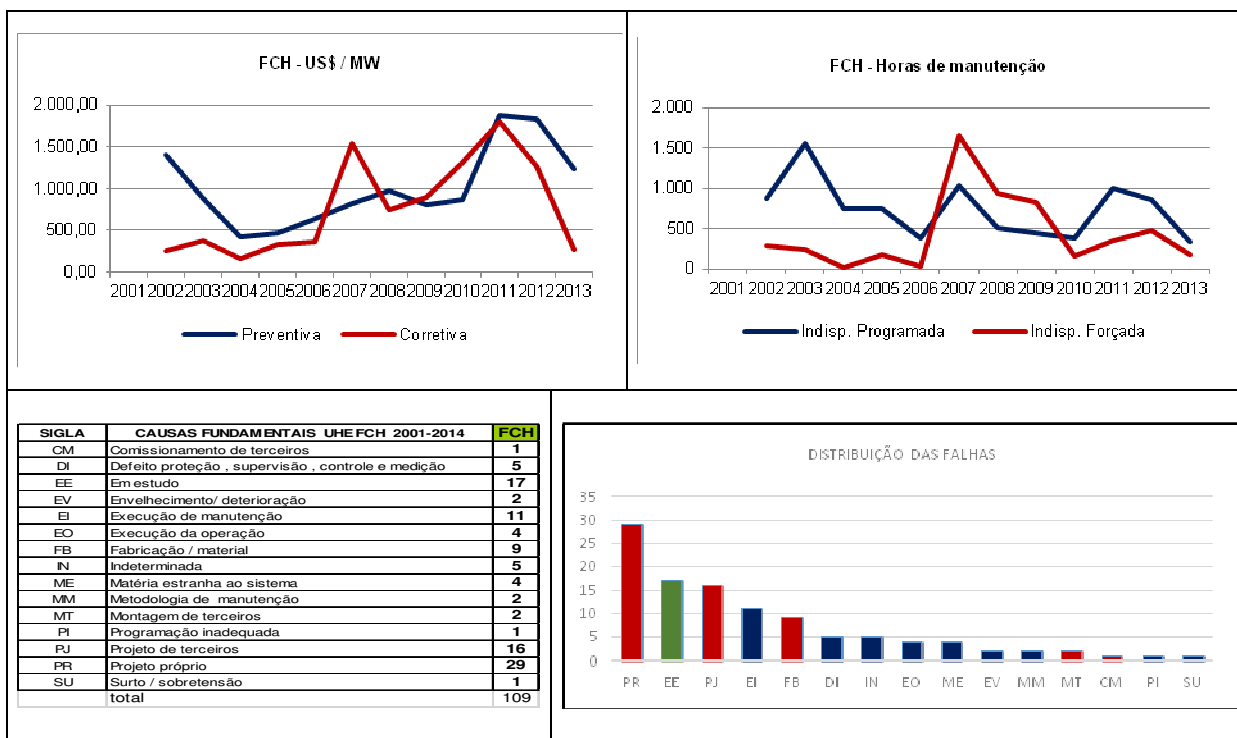 FCH - US$ / MW
2.000,00
1.500,00
1.000,00
500,00
0,00
2001 2002 2003 2004 2005 2006 2007 2008 2009 2010 2011 2012 2013
Preventiva Corretiva
FCH - Horas de manutenção
2.000
1.500
1.000
500
0
2001 2002 2003 2004 2005 2006 2007 2008 2009 2010 2011 2012 2013
Indisp. Programada Indisp. Forçada
SIGLA CAUSAS FUNDAMENTAIS UHE FCH 2001-2014 FCH
CM Comissionamento de terceiros 1
DI Defeito proteção , supervisão , controle e medição 5
EE Em estudo 17
EV Envelhecimento/ deterioração 2
EI Execução de manutenção 11
EO Execução da operação 4
FB Fabricação / material 9
IN Indeterminada 5
ME Matéria estranha ao sistema 4
MM Metodologia de manutenção 2
MT Montagem de terceiros 2
PI Programação inadequada 1
PJ Projeto de terceiros 16
PR Projeto próprio 29
SU Surto / sobretensão 1
total 109
DISTRIBUIÇÃO DAS FALHAS
35
30
25
20
15
10
5
0
PR EE PJ EI FB DI IN EO ME EV MM MT CM PI SU